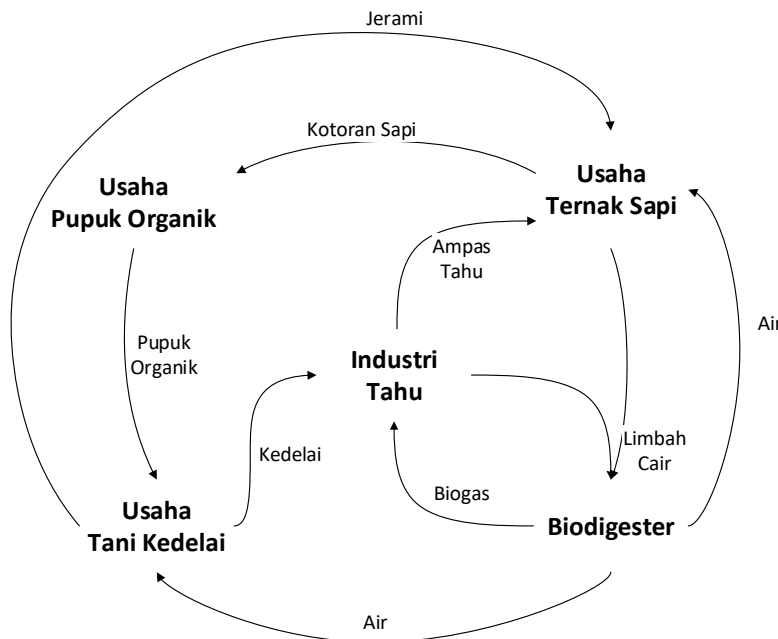 Jerami
Kotoran Sapi
Usaha
Pupuk Organik
Usaha
Ternak Sapi
Ampas
Tahu
Air
Pupuk
Organik
Industri
Tahu
Kedelai
Limbah
Cair
Biogas
Usaha
Tani Kedelai
Biodigester
Air